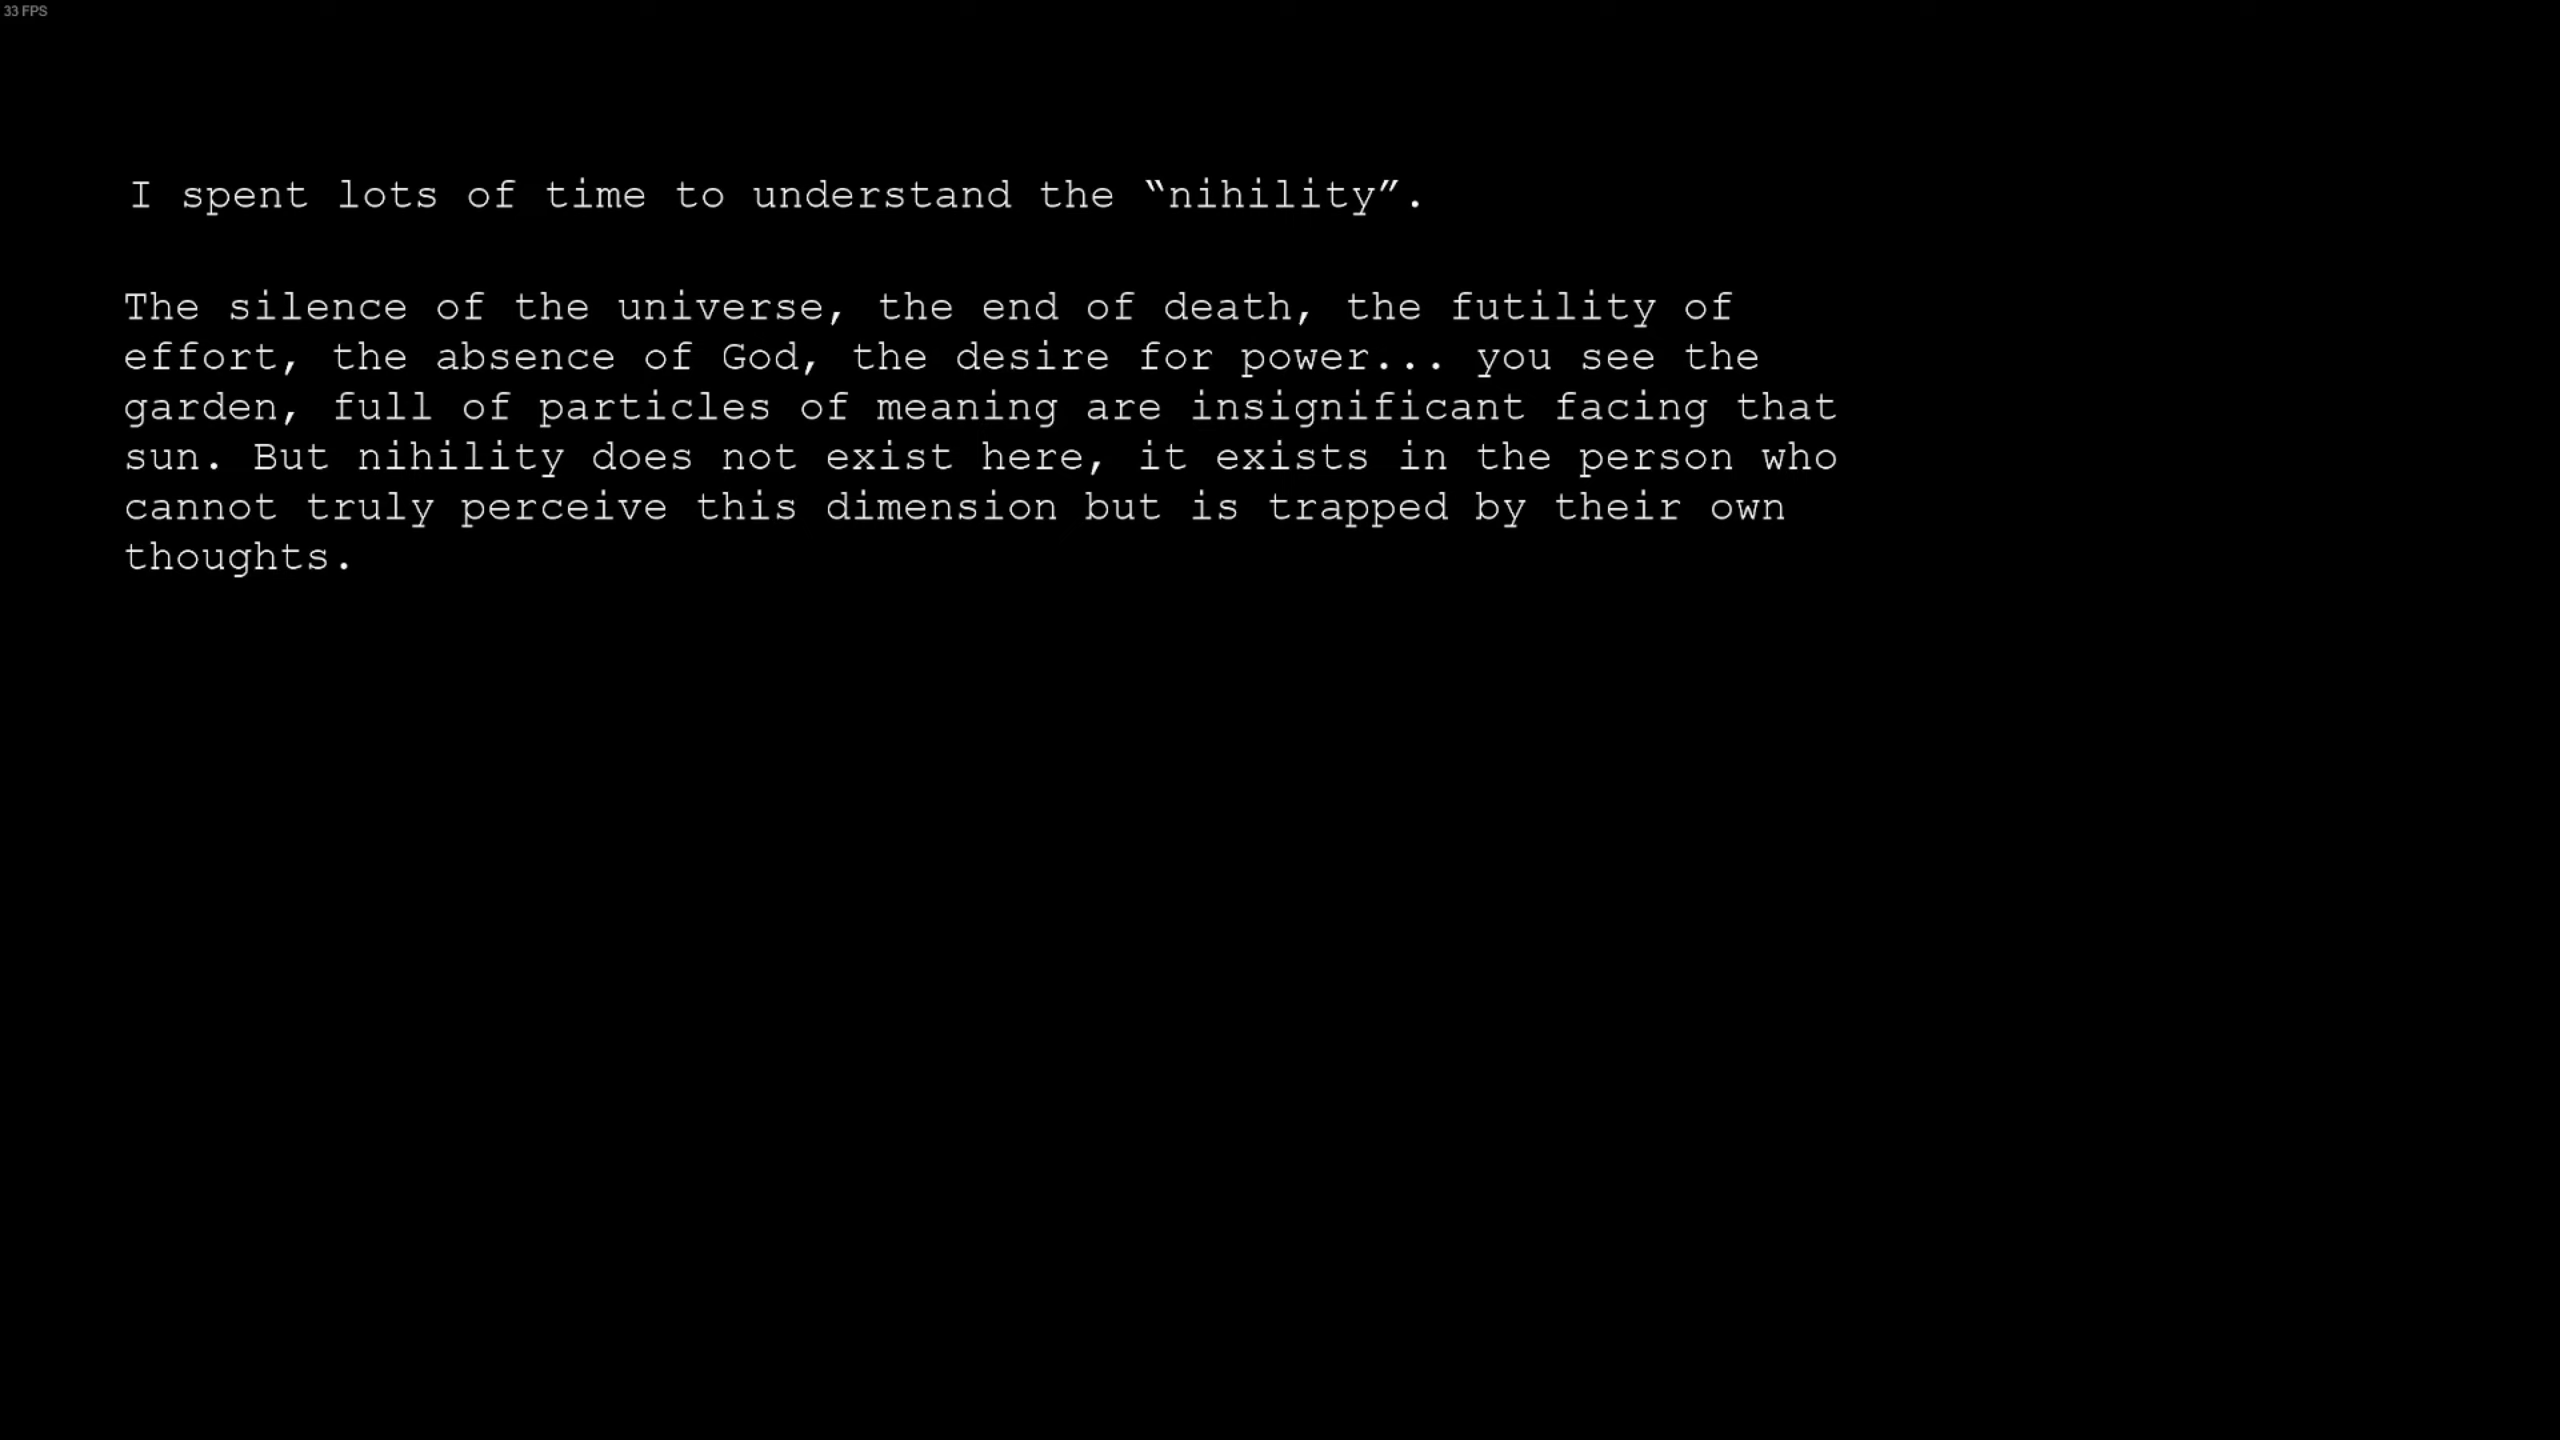 33 FPS
I spent lots of time to understand the “nihility”.
The silence of the universe, the end of death, the futility of
effort, the absence of God, the desire for power... you see the
garden, full of particles of meaning are insignificant facing that
sun. But nihility does not exist here, it exists in the person who
cannot truly perceive this dimension but is trapped by their own
thoughts.